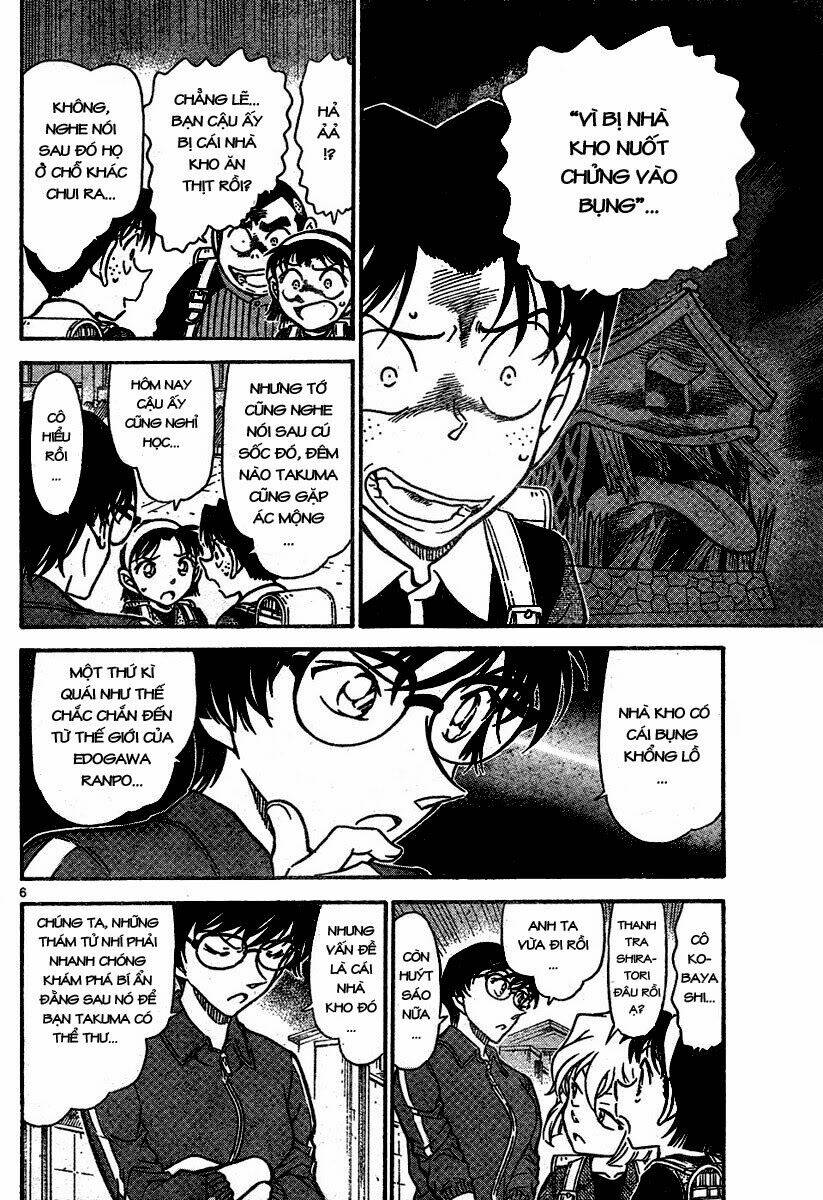 "VÌ BỊ NHÀ
KHO NUỐT
CHỬNG VÀO
BỤNG"...
HẢ
ẢẢ
!?
CHẲNG LẼ...
BẠN CẬU ẤY
BỊ CÁI NHÀ
KHO ĂN
THỊT RỒI?
KHÔNG,
NGHE NÓI
SAU ĐÓ HỌ
Ở CHỖ KHÁC
CHUI RA...
NHƯNG TỚ
CŨNG NGHE
NÓI SAU CÚ
SỐC ĐÓ, ĐÊM
NÀO TAKUMA
CŨNG GẶP
ÁC MỘNG
...
HÔM NAY
CẬU ẤY
CŨNG NGHỈ
HỌC...
CÔ
HIỂU
RỒI
...
NHÀ KHO CÓ
CÁI BỤNG
KHỔNG LỒ
...
MỘT THỨ KÌ
QUÁI NHƯ THẾ
CHẮC CHẮN ĐẾN
TỪ THẾ GIỚI CỦA
EDOGAWA
RANPO...
6
CÔ
KO-
BAYA
SHI...
THANH
TRA
SHIRA-
TORI
ĐÂU RỒI
Ạ?
ANH TA
VỪA ĐI RỒI
...
CÒN
HUÝT
SÁO
NỮA...
NHƯNG
VẤN ĐỀ
LÀ CÁI
NHÀ
KHO ĐÓ
...
CHÚNG TA, NHỮNG
THÁM TỬ NHÍ PHẢI
NHANH CHÓNG
KHÁM PHÁ BÍ ẨN
ĐẰNG SAU NÓ ĐỂ
BẠN TAKUMA CÓ
THỂ THƯ...